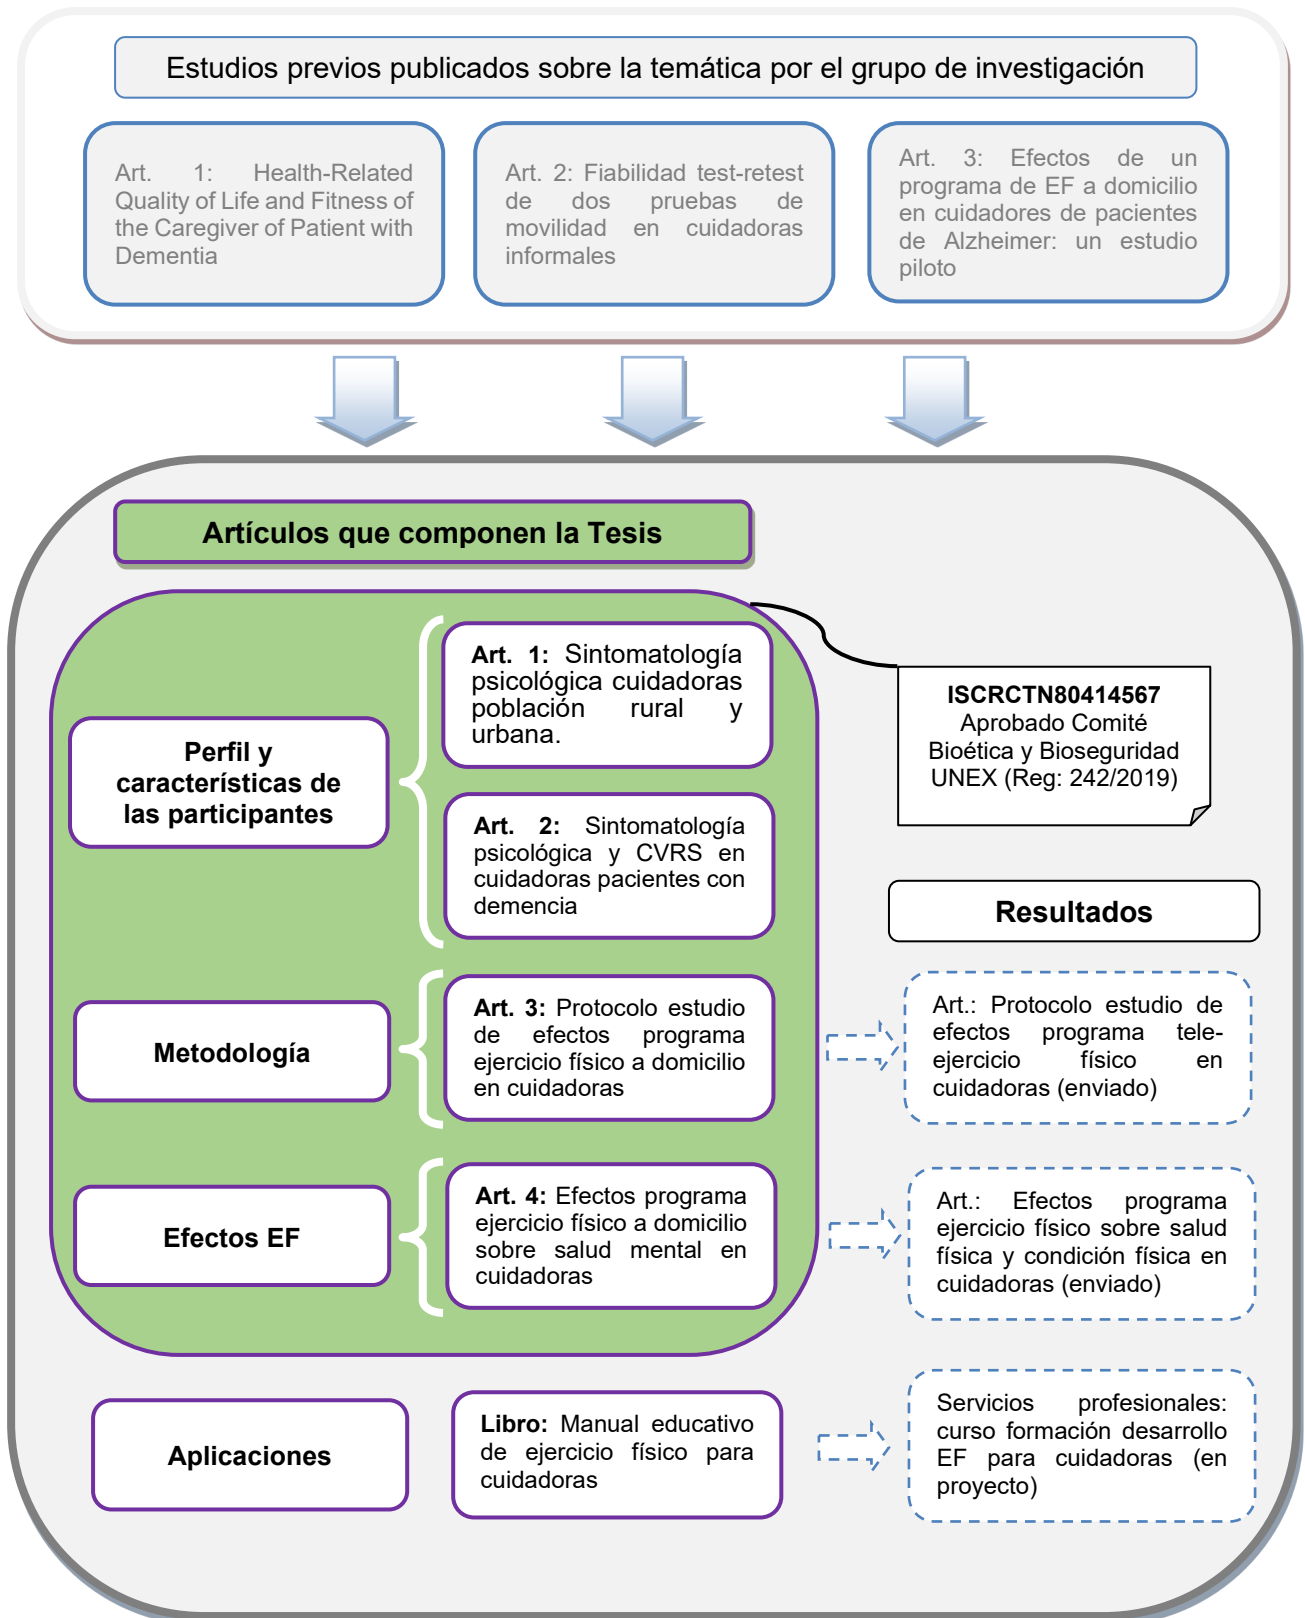 Estudios previos publicados sobre la temática por el grupo de investigación
Art. 1: Health-Related
Quality of Life and Fitness of
the Caregiver of Patient with
Dementia
Art. 2: Fiabilidad test-retest
de dos pruebas de
movilidad en cuidadoras
informales
Art. 3: Efectos de un
programa de EF a domicilio
en cuidadores de pacientes
de Alzheimer: un estudio
piloto
Artículos que componen la Tesis
Perfil y
características de
las participantes
Art. 1: Sintomatología
psicológica cuidadoras
población rural y
urbana.
Art. 2: Sintomatología
psicológica y CVRS en
cuidadoras pacientes con
demencia
ISCRCTN80414567
Aprobado Comité
Bioética y Bioseguridad
UNEX (Reg: 242/2019)
Resultados
Metodología
Art. 3: Protocolo estudio
de efectos programa
ejercicio físico a domicilio
en cuidadoras
Art.: Protocolo estudio de
efectos programa tele-
ejercicio físico en
cuidadoras (enviado)
Efectos EF
Art. 4: Efectos programa
ejercicio físico a domicilio
sobre salud mental en
cuidadoras
Art.: Efectos programa
ejercicio físico sobre salud
física y condición física en
cuidadoras (enviado)
Aplicaciones
Libro: Manual educativo
de ejercicio físico para
cuidadoras
Servicios profesionales:
curso formación desarrollo
EF para cuidadoras (en
proyecto)